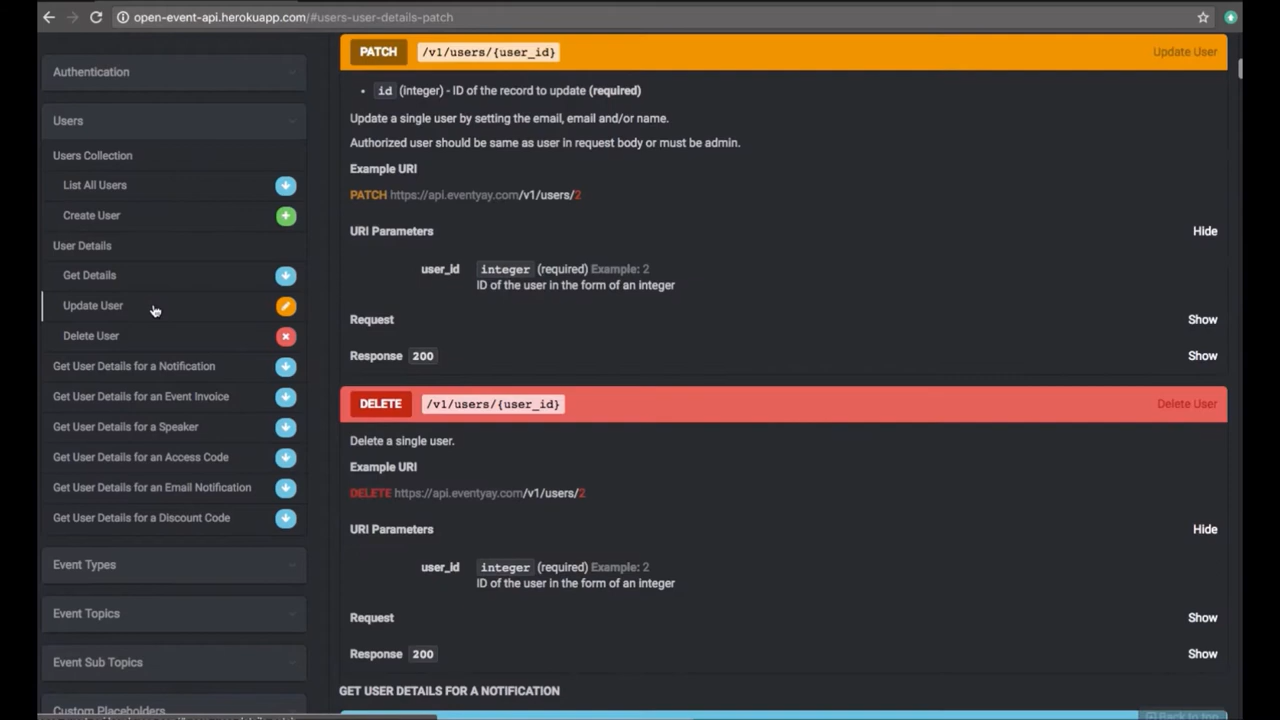 open-event-api.herokuapp.com/#users-user-details-patch
Authentication
Users
Users Collection
List All Users
Create User
User Details
Get Details
Update User
Delete User
Get User Details for a Notification
Get User Details for an Event Invoice
Get User Details for a Speaker
Get User Details for an Access Code
Get User Details for an Email Notification
Get User Details for a Discount Code
Event Types
Event Topics
Event Sub Topics
Custom Placeholders
PATCH /v1/users/{user_id} Update User
id (integer) - ID of the record to update (required)
Update a single user by setting the email, email and/or name.
Authorized user should be same as user in request body or must be admin.
Example URI
PATCH https://api.eventyay.com/v1/users/2
URI Parameters Hide
user_id integer (required) Example: 2
ID of the user in the form of an integer
Request Show
Response 200 Show
DELETE /v1/users/{user_id} Delete User
Delete a single user.
Example URI
DELETE https://api.eventyay.com/v1/users/2
URI Parameters Hide
user_id integer (required) Example: 2
ID of the user in the form of an integer
Request Show
Response 200 Show
GET USER DETAILS FOR A NOTIFICATION
Back to top